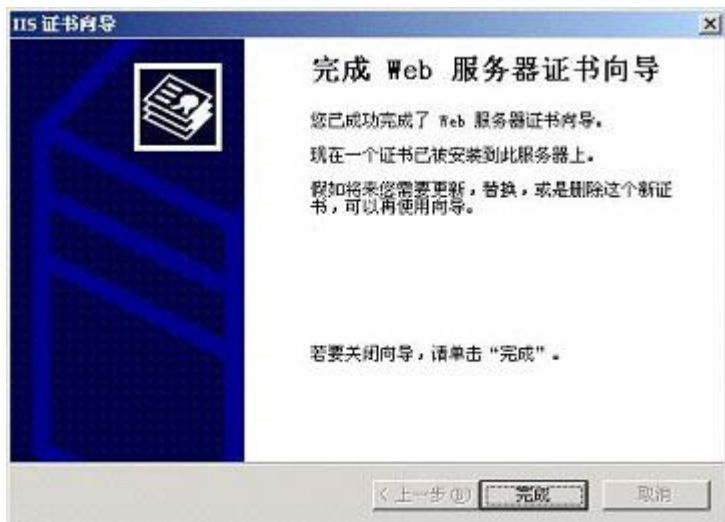 IIS 证书向导
完成 Web 服务器证书向导
您已成功完成了 Web 服务器证书向导。
现在一个证书已被安装到此服务器上。
假如将来您需要更新，替换，或是删除这个新证
书，可以再使用向导。
若要关闭向导，请单击“完成”。
< 上一步(B) 完成 取消